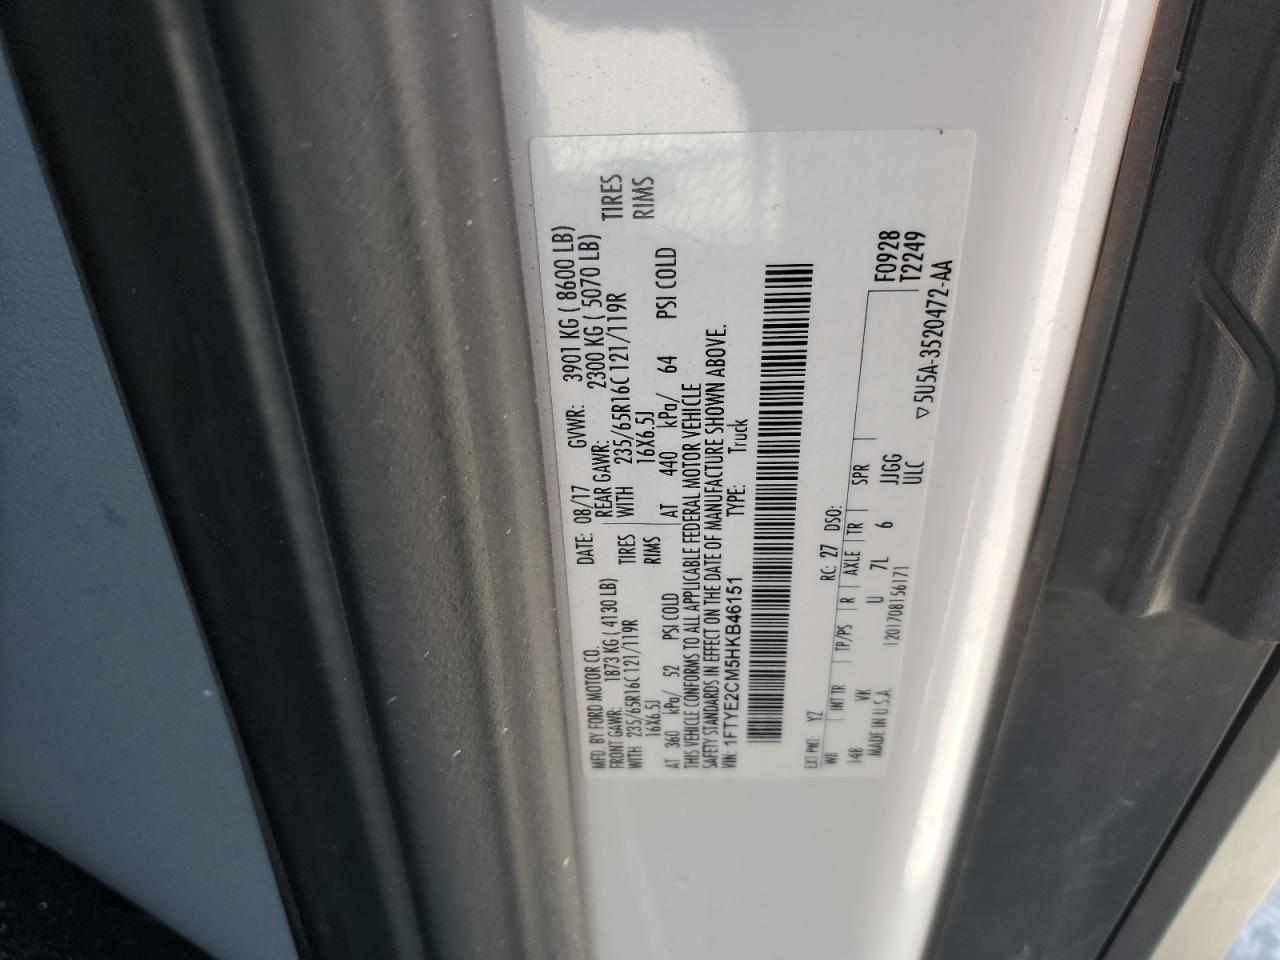 MFD. BY FORD MOTOR CO.
DATE: 08/17 GVWR: 3901 KG ( 8600 LB)
FRONT GAWR: 1873 KG ( 4130 LB)
REAR GAWR: 2300 KG ( 5070 LB)
WITH 235/65R16C 121/119R TIRES
WITH 235/65R16C 121/119R TIRES
16X6.5J RIMS
16X6.5J RIMS
AT 360 kPa/ 52 PSI COLD
AT 440 kPa/ 64 PSI COLD
THIS VEHICLE CONFORMS TO ALL APPLICABLE FEDERAL MOTOR VEHICLE
SAFETY STANDARDS IN EFFECT ON THE DATE OF MANUFACTURE SHOWN ABOVE.
VIN: 1FTYE2CM5HKB46151 TYPE: Truck
EXT PNT: YZ RC: 27 DSO:
WB INT TR TP/PS R AXLE TR SPR
F0928
148 VK U 7L 6 JJGG
T2249
MADE IN U.S.A. 1201708156171 ULC
▽5U5A-3520472-AA